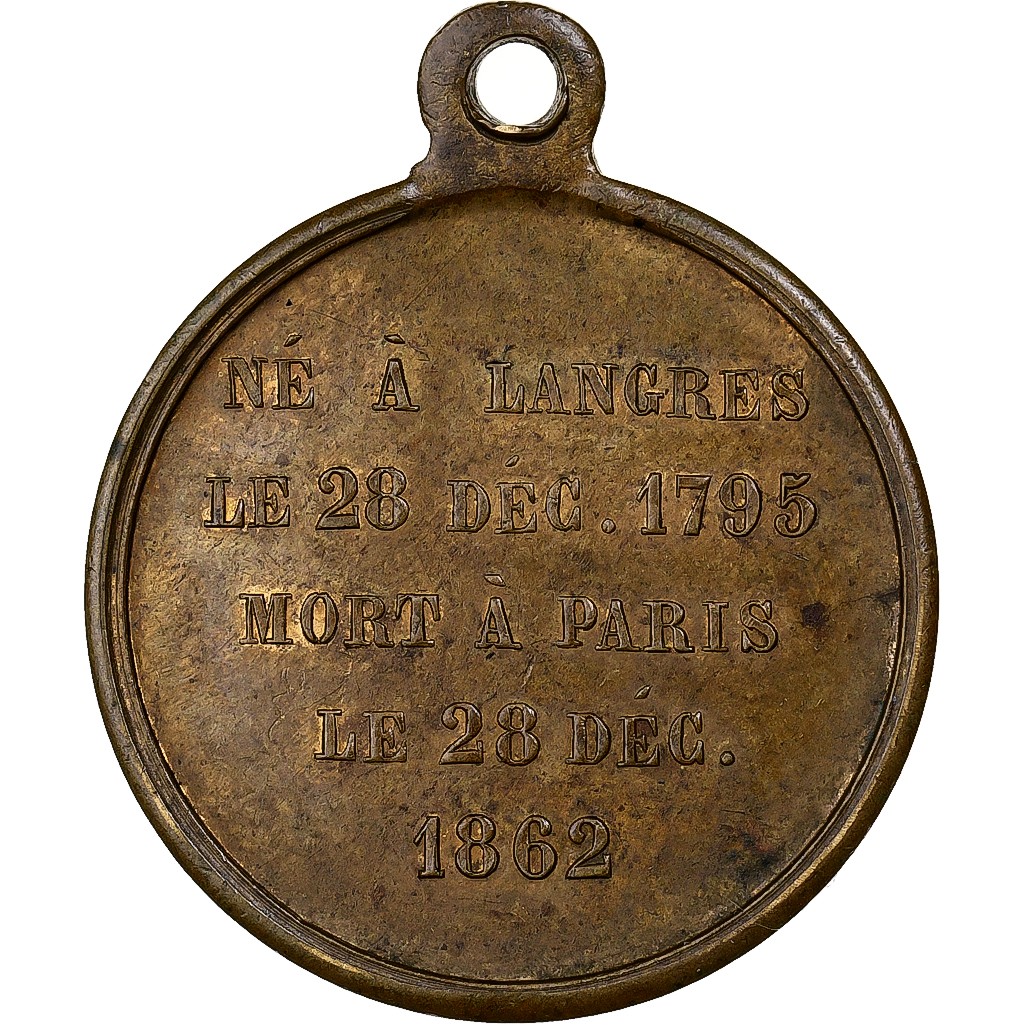 NÉ À LANGRES
LE 28 DÉC. 1795
MORT À PARIS
LE 28 DÉC.
1862